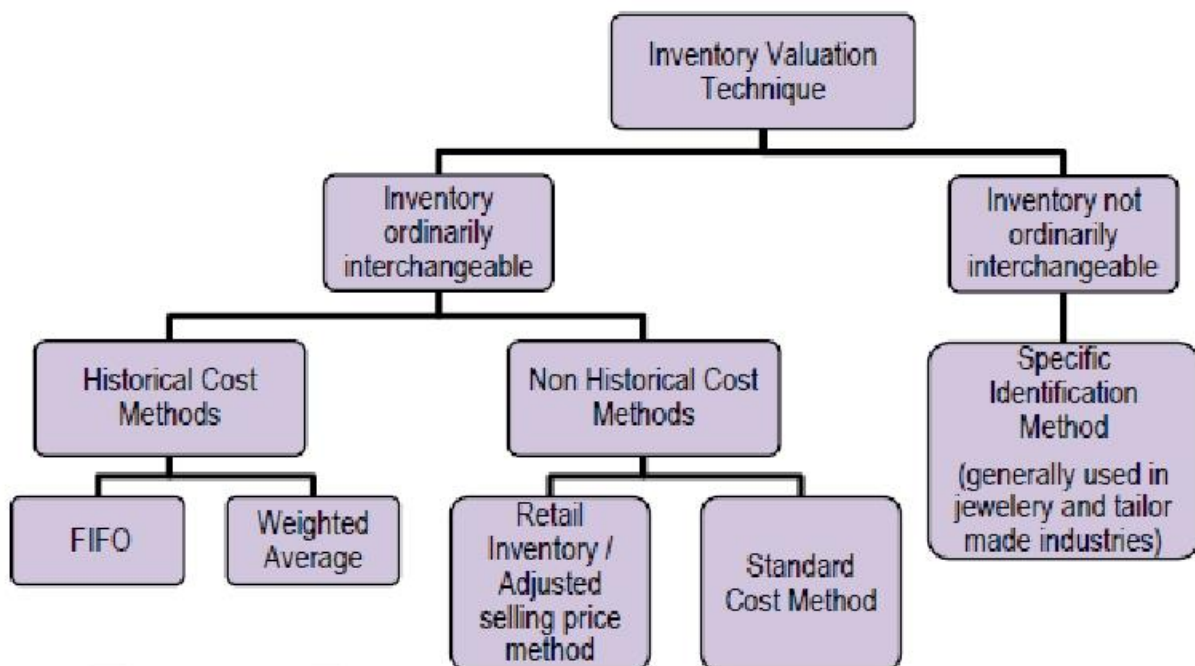 Inventory Valuation
Technique
Inventory
ordinarily
interchangeable
Inventory not
ordinarily
interchangeable
Historical Cost
Methods
Non Historical Cost
Methods
Specific
Identification
Method
(generally used in
jewelery and tailor
made industries)
FIFO
Weighted
Average
Retail
Inventory /
Adjusted
selling price
method
Standard
Cost Method